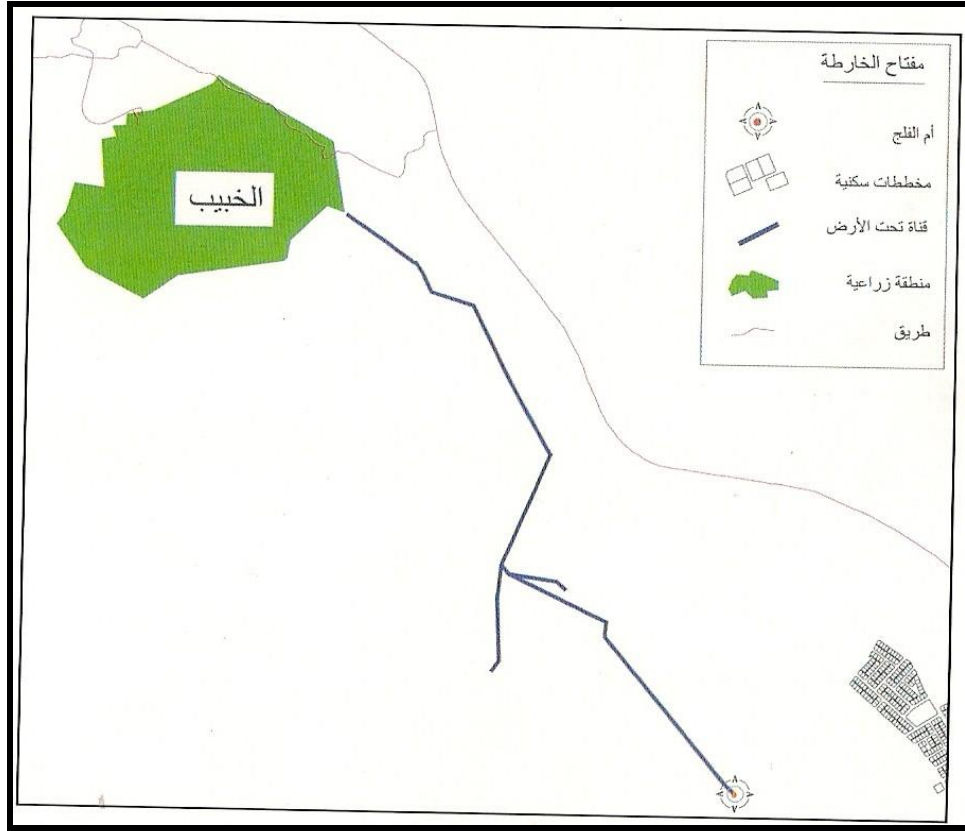 مفتاح الخارطة
أم الفلج
مخططات سكنية
قناة تحت الأرض
منطقة زراعية
طريق
الخبيب